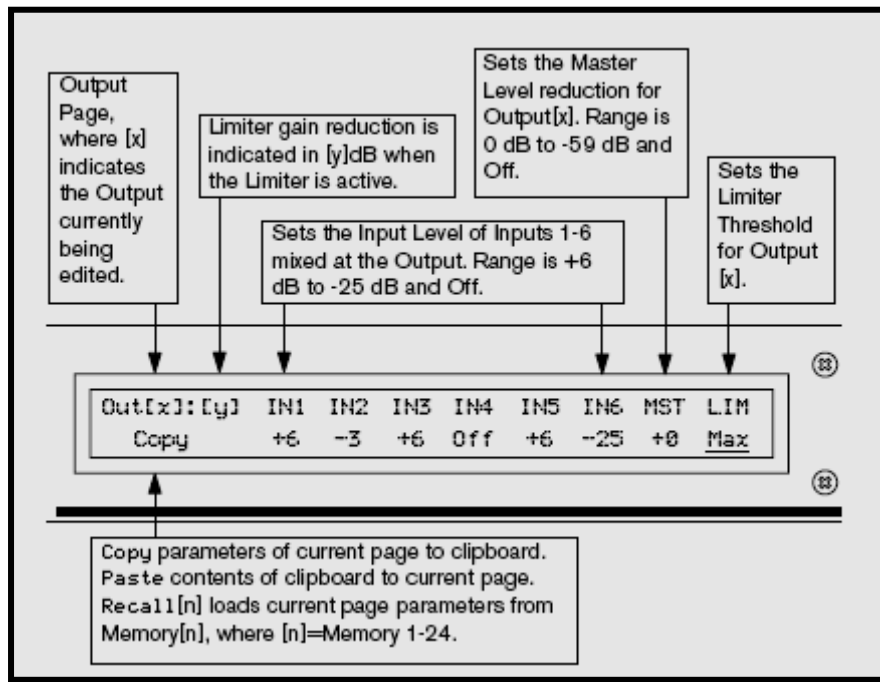 Output
Page,
where [x]
indicates
the Output
currently
being
edited.
Limiter gain reduction is
indicated in [y]dB when
the Limiter is active.
Sets the Input Level of Inputs 1-6
mixed at the Output. Range is +6
dB to -25 dB and Off.
Sets the Master
Level reduction for
Output[x]. Range is
0 dB to -59 dB and
Off.
Sets the
Limiter
Threshold
for Output
[x].
Out[x]:[y] IN1 IN2 IN3 IN4 IN5 IN6 MST LIM
Copy +6 -3 +6 Off +6 -25 +0 Max
Copy parameters of current page to clipboard.
Paste contents of clipboard to current page.
Recall[n] loads current page parameters from
Memory[n], where [n]=Memory 1-24.